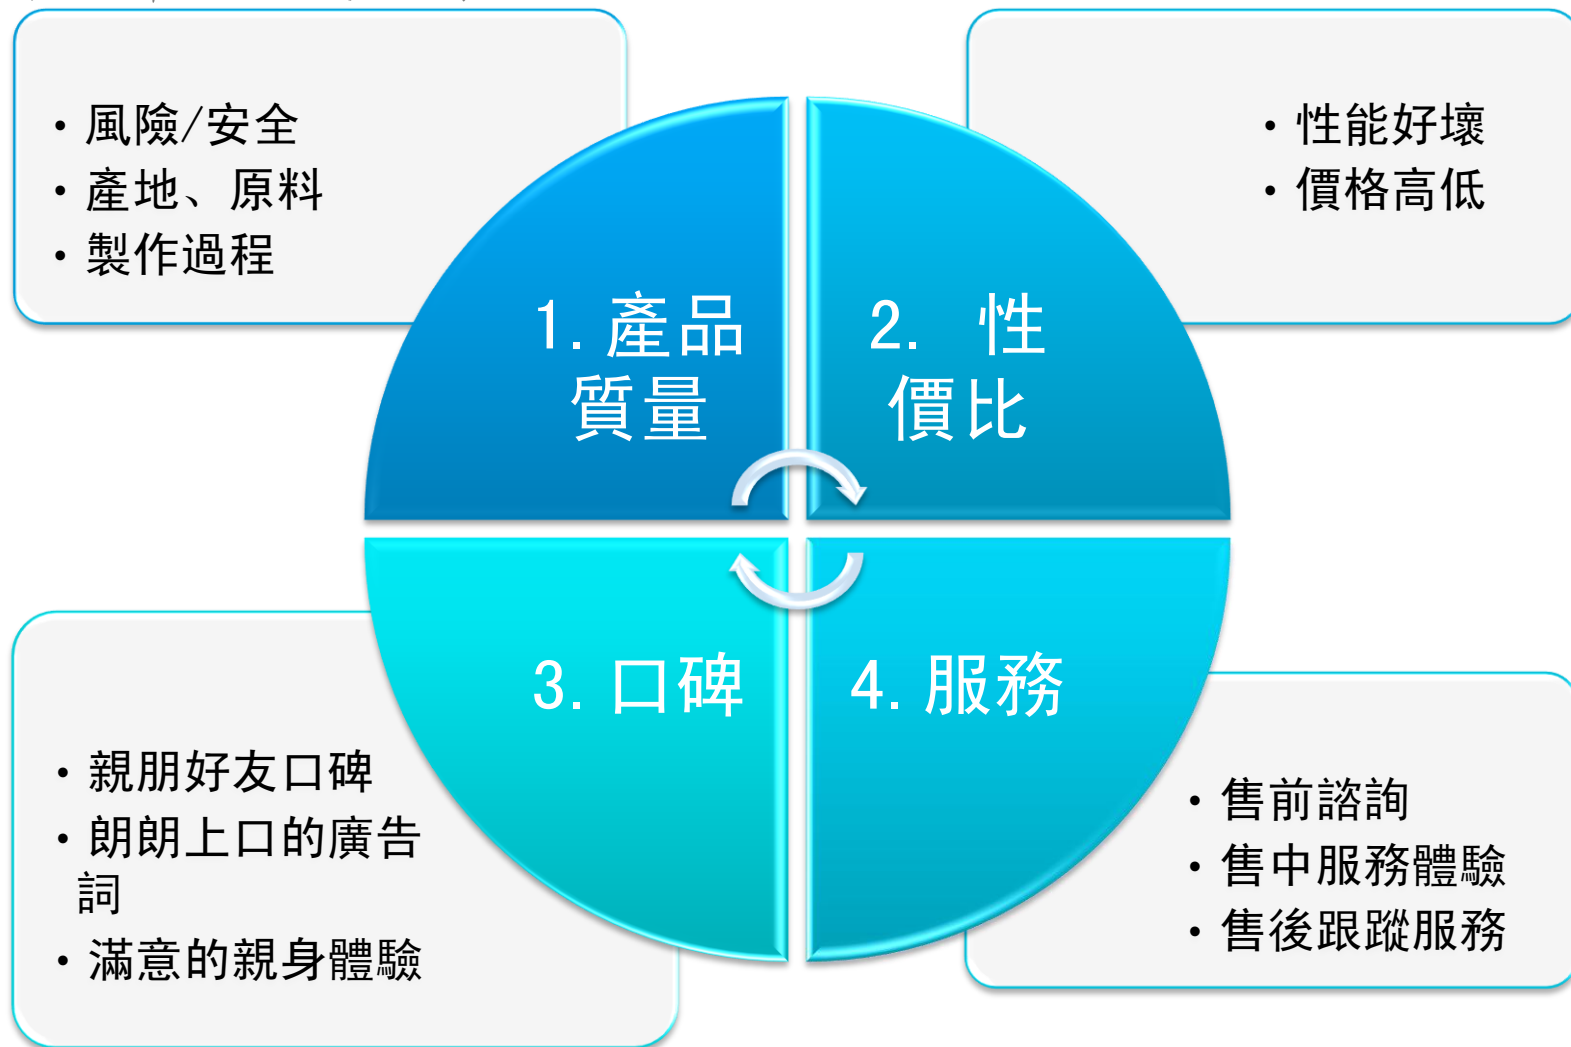 • 風險/安全
• 產地、原料
• 製作過程
1. 產品
質量
• 性能好壞
• 價格高低
2. 性
價比
3. 口碑
• 親朋好友口碑
• 朗朗上口的廣告
詞
• 滿意的親身體驗
4. 服務
• 售前諮詢
• 售中服務體驗
• 售後跟蹤服務